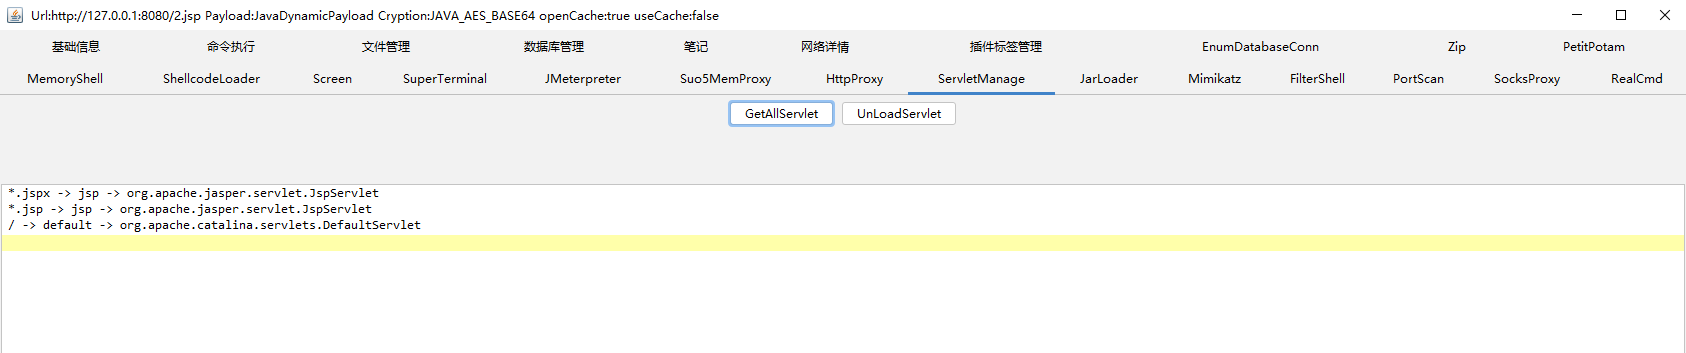 Url:http://127.0.0.1:8080/2.jsp Payload:JavaDynamicPayload Cryption:JAVA_AES_BASE64 openCache:true useCache:false
基础信息 命令执行 文件管理 数据库管理 笔记 网络详情 插件标签管理 EnumDatabaseConn Zip PetitPotam
MemoryShell ShellcodeLoader Screen SuperTerminal JMeterpreter Suo5MemProxy HttpProxy ServletManage JarLoader Mimikatz FilterShell PortScan SocksProxy RealCmd
GetAllServlet UnLoadServlet
*.jspx -> jsp -> org.apache.jasper.servlet.JspServlet
*.jsp -> jsp -> org.apache.jasper.servlet.JspServlet
/ -> default -> org.apache.catalina.servlets.DefaultServlet